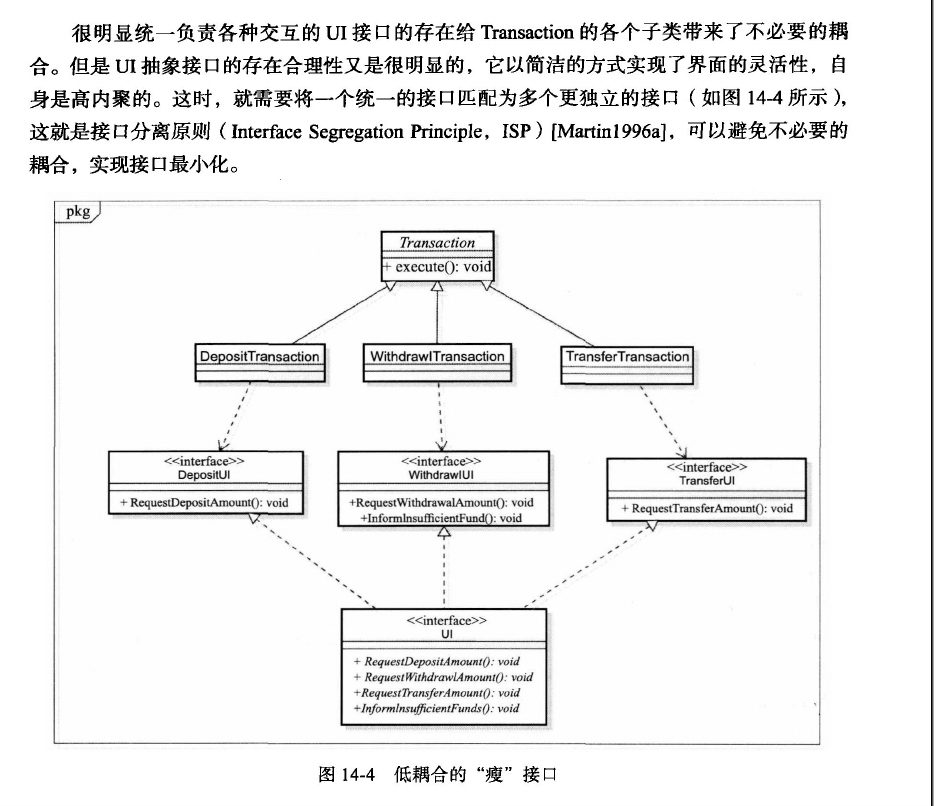 很明显统一负责各种交互的 UI 接口的存在给 Transaction 的各个子类带来了不必要的耦
合。但是 UI 抽象接口的存在合理性又是很明显的，它以简洁的方式实现了界面的灵活性，自
身是高内聚的。这时，就需要将一个统一的接口匹配为多个更独立的接口（如图 14-4 所示），
这就是接口分离原则（Interface Segregation Principle，ISP）[Martin1996a]，可以避免不必要的
耦合，实现接口最小化。
pkg
Transaction
+ execute(): void
DepositTransaction
WithdrawlTransaction
TransferTransaction
<<interface>>
DepositUI
+ RequestDepositAmount(): void
<<interface>>
WithdrawlUI
+RequestWithdrawalAmount(): void
+InformInsufficientFund(): void
<<interface>>
TransferUI
+ RequestTransferAmount(): void
<<interface>>
UI
+ RequestDepositAmount(): void
+ RequestWithdrawlAmount(): void
+RequestTransferAmount(): void
+InformInsufficientFunds(): void
图 14-4 低耦合的“瘦”接口